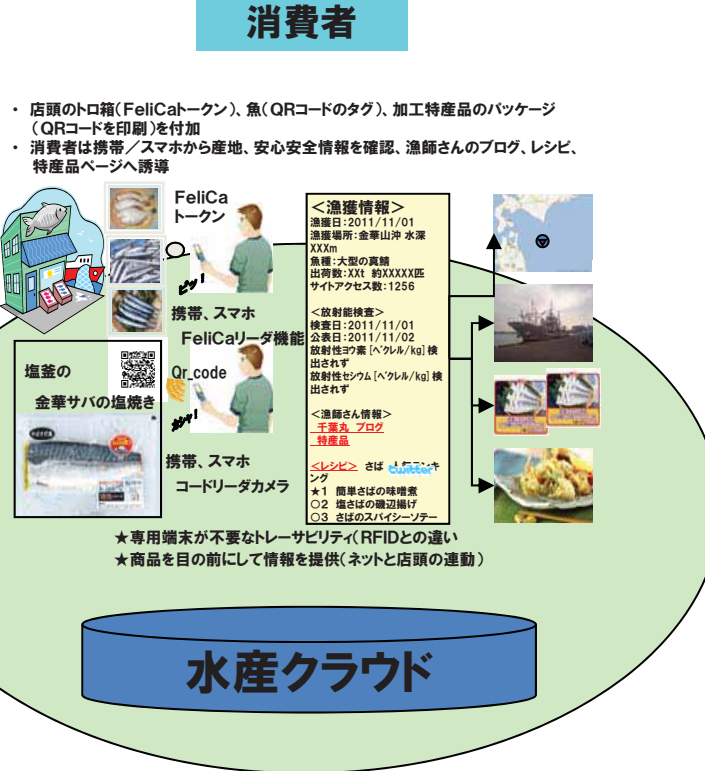 消費者
・ 店頭のトロ箱(FeliCaトークン)、魚(QRコードのタグ)、加工特産品のパッケージ
(QRコードを印刷)を付加
・ 消費者は携帯/スマホから産地、安心安全情報を確認、漁師さんのブログ、レシピ、
特産品ページへ誘導
FeliCa
トークン
ピッ!
携帯、スマホ
FeliCaリーダ機能
塩釜の
金華サバの塩焼き
Qr_code
携帯、スマホ
コードリーダカメラ
<漁獲情報>
漁獲日:2011/11/01
漁獲場所:金華山沖 水深
XXXm
魚種:大型の真鯖
出荷数:XXt 約XXXXX匹
サイトアクセス数:1256
<放射能検査>
検査日:2011/11/01
公表日:2011/11/02
放射性ヨウ素[ベクレル/kg]検
出されず
放射性セシウム[ベクレル/kg]検
出されず
<漁師さん情報>
千葉丸 ブログ
特産品
<レシピ> さば 人気ランキ
ング
twitter
★1 簡単さばの味噌煮
○2 塩さばの磯辺揚げ
○3 さばのスパイシーソテー
★専用端末が不要なトレーサビリティ(RFIDとの違い
★商品を目の前にして情報を提供(ネットと店頭の連動)
水産クラウド